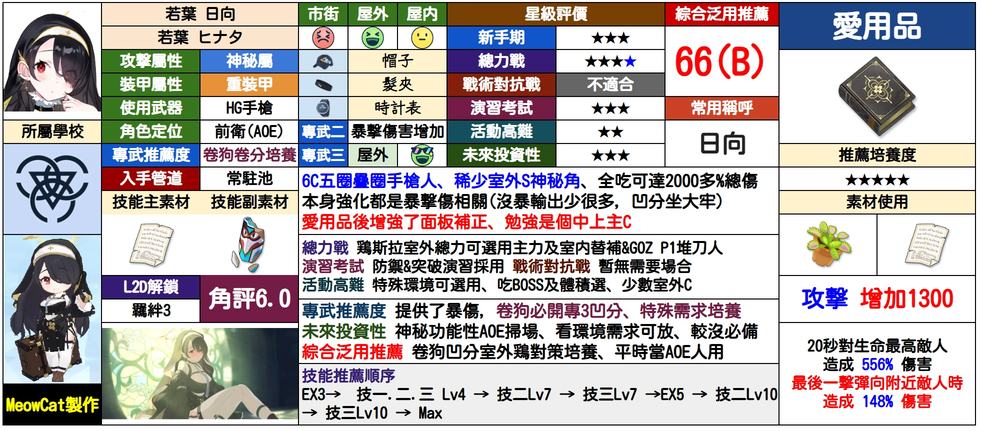 若葉 日向
若葉 ヒナタ
攻擊屬性 神秘屬
裝甲屬性 重裝甲
使用武器 HG手槍
所屬學校
角色定位 前衛(AOE)
專武推薦度 卷狗卷分培養
入手管道 常駐池
技能主素材 技能副素材
L2D解鎖
羈絆3
角評6.0
MeowCat製作
市街 屋外 屋內
帽子
髮夾
時計表
專武二 暴擊傷害增加
專武三 屋外
星級評價
新手期 ★★★
總力戰 ★★★★
戰術對抗戰 不適合
演習考試 ★★★
活動高難 ★★
未來投資性 ★★★
綜合泛用推薦
66(B)
常用稱呼
日向
6C五圈疊圈手槍人、稀少室外S神秘角、全吃可達2000多%總傷
本身強化都是暴擊傷相關(沒暴輸出少很多，凹分坐大牢)
愛用品後增強了面板補正、勉強是個中上主C
總力戰 鶏斯拉室外總力可選用主力及室內替補&GOZ P1堆刀人
演習考試 防禦&突破演習採用 戰術對抗戰 暫無需要場合
活動高難 特殊環境可選用、吃BOSS及體積選、少數室外C
專武推薦度 提供了暴傷，卷狗必開專3凹分、特殊需求培養
未來投資性 神秘功能性AOE掃場、看環境需求可放、較沒必備
綜合泛用推薦 卷狗凹分室外鶏對策培養、平時當AOE人用
技能推薦順序
EX3→ 技一.二.三 Lv4 → 技二Lv7 → 技三Lv7 →EX5 → 技二Lv10
→ 技三Lv10 → Max
愛用品
推薦培養度
★★★★★
素材使用
攻擊 增加1300
20秒對生命最高敵人
造成 556% 傷害
最後一擊彈向附近敵人時
造成 148% 傷害